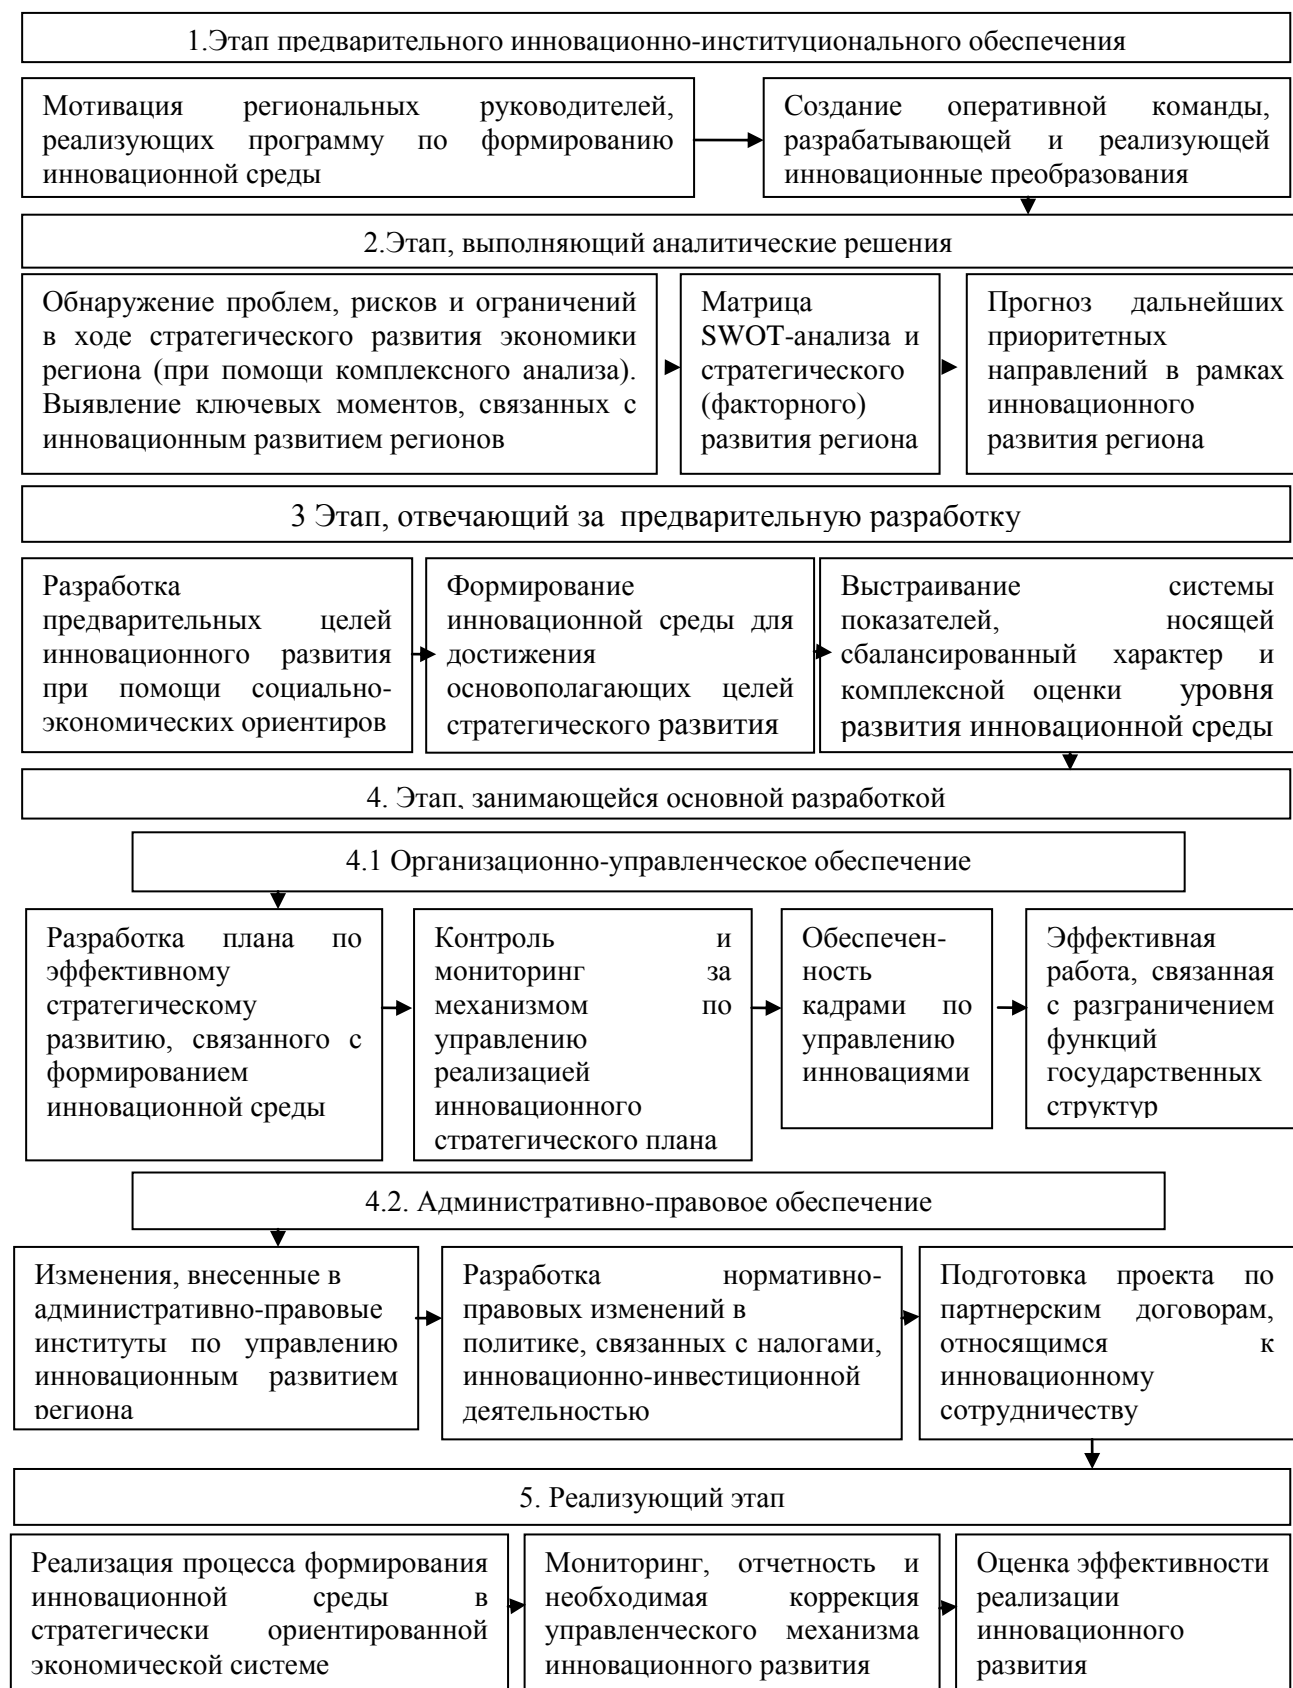 1.Этап предварительного инновационно-институционального обеспечения
Мотивация региональных руководителей,
реализующих программу по формированию
инновационной среды
Создание оперативной команды,
разрабатывающей и реализующей
инновационные преобразования
2.Этап, выполняющий аналитические решения
Обнаружение проблем, рисков и ограничений
в ходе стратегического развития экономики
региона (при помощи комплексного анализа).
Выявление ключевых моментов, связанных с
инновационным развитием регионов
Матрица
SWOT-анализа и
стратегического
(факторного)
развития региона
Прогноз дальнейших
приоритетных
направлений в рамках
инновационного
развития региона
3 Этап, отвечающий за предварительную разработку
Разработка
предварительных целей
инновационного развития
при помощи социально-
экономических ориентиров
Формирование
инновационной среды для
достижения
основополагающих целей
стратегического развития
Выстраивание системы
показателей, носящей
сбалансированный характер и
комплексной оценки уровня
развития инновационной среды
4. Этап, занимающейся основной разработкой
4.1 Организационно-управленческое обеспечение
Разработка плана по
эффективному
стратегическому
развитию, связанного с
формированием
инновационной среды
Контроль и
мониторинг за
механизмом по
управлению
реализацией
инновационного
стратегического плана
Обеспечен-
ность
кадрами по
управлению
инновациями
Эффективная
работа, связанная
с разграничением
функций
государственных
структур
4.2. Административно-правовое обеспечение
Изменения, внесенные в
административно-правовые
институты по управлению
инновационным развитием
региона
Разработка нормативно-
правовых изменений в
политике, связанных с налогами,
инновационно-инвестиционной
деятельностью
Подготовка проекта по
партнерским договорам,
относящимся к
инновационному
сотрудничеству
5. Реализующий этап
Реализация процесса формирования
инновационной среды в
стратегически ориентированной
экономической системе
Мониторинг, отчетность и
необходимая коррекция
управленческого механизма
инновационного развития
Оценка эффективности
реализации
инновационного
развития